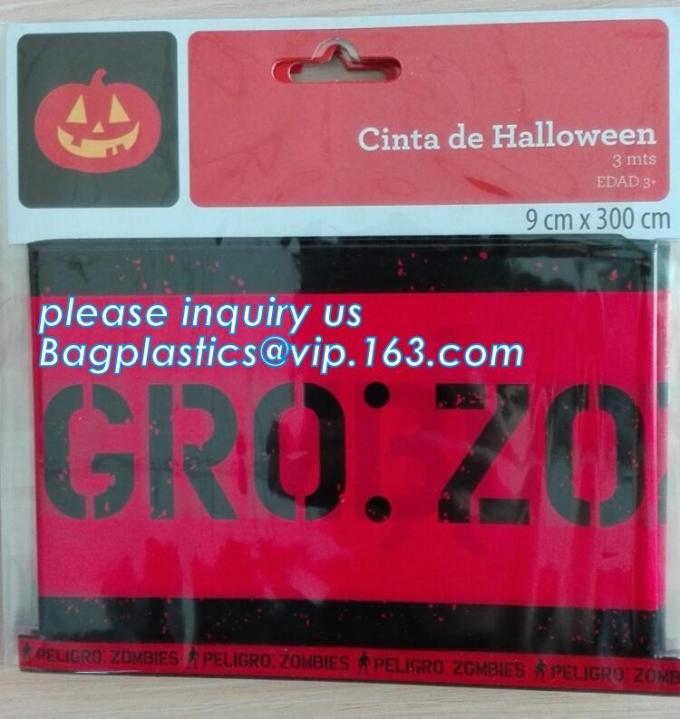 Cinta de Halloween
3 mts
EDAD 3+
9 cm x 300 cm
please inquiry us
Bagplastics@vip.163.com
GRO: ZO
PELIGRO: ZOMBIES PELIGRO: ZOMBIES PELIGRO: ZOMBIES PELIGRO: ZOMB